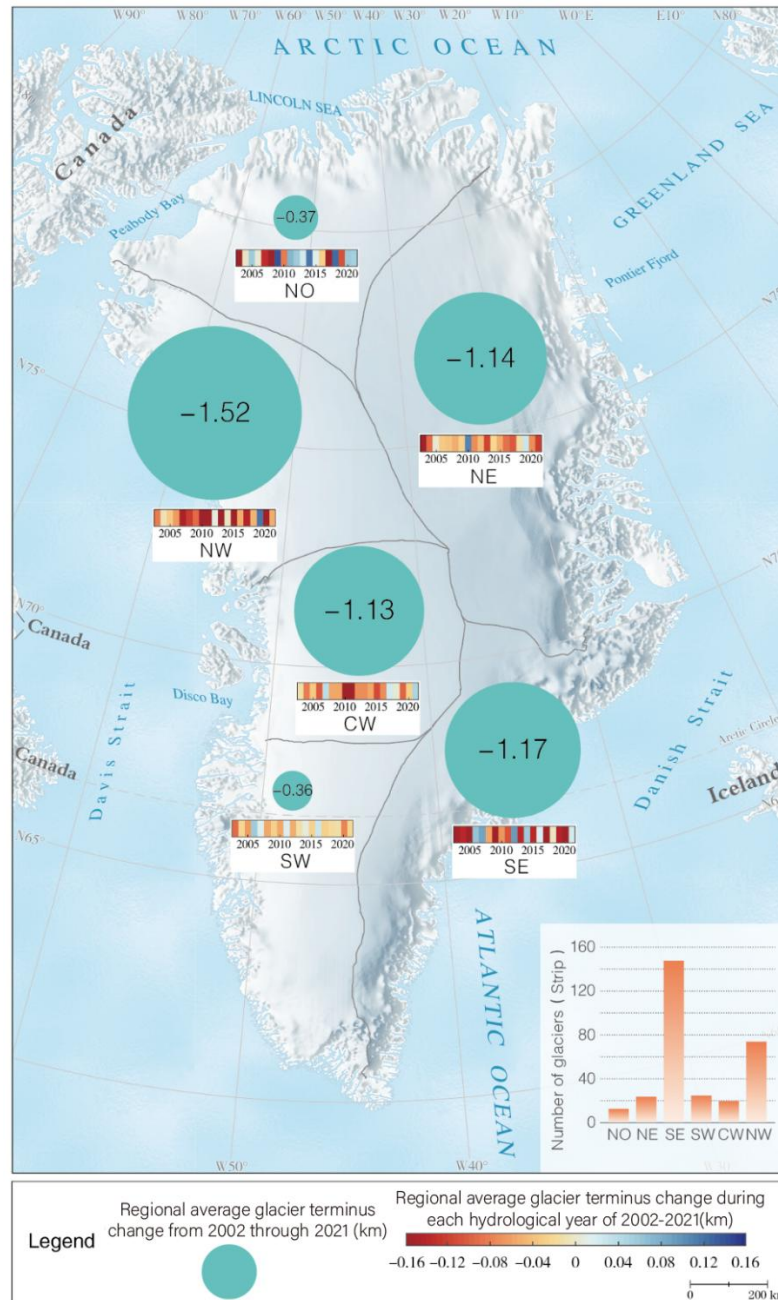 W90° W80° W70° W60° W50° W40° W30° W20° W10° W0°E E10° N80°
ARCTIC OCEAN
LINCOLN SEA
Canada
GREENLAND SEA
Peabody Bay
Pontier Fjord
−0.37
2005 2010 2015 2020
NO
N75°
−1.52
2005 2010 2015 2020
NW
−1.14
2005 2010 2015 2020
NE
N70°
Canada
−1.13
2005 2010 2015 2020
CW
Disco Bay
Davis Strait
Canada
Arctic Circle
Danish Strait
Iceland
−1.17
2005 2010 2015 2020
SE
−0.36
2005 2010 2015 2020
SW
N65°
ATLANTIC OCEAN
Number of glaciers ( Strip )
160
120
80
40
0
NO NE SE SW CW NW
W50° W40° W30°
Legend
Regional average glacier terminus
change from 2002 through 2021 (km)
Regional average glacier terminus change during
each hydrological year of 2002-2021(km)
−0.16 −0.12 −0.08 −0.04 0 0.04 0.08 0.12 0.16
0 200 km